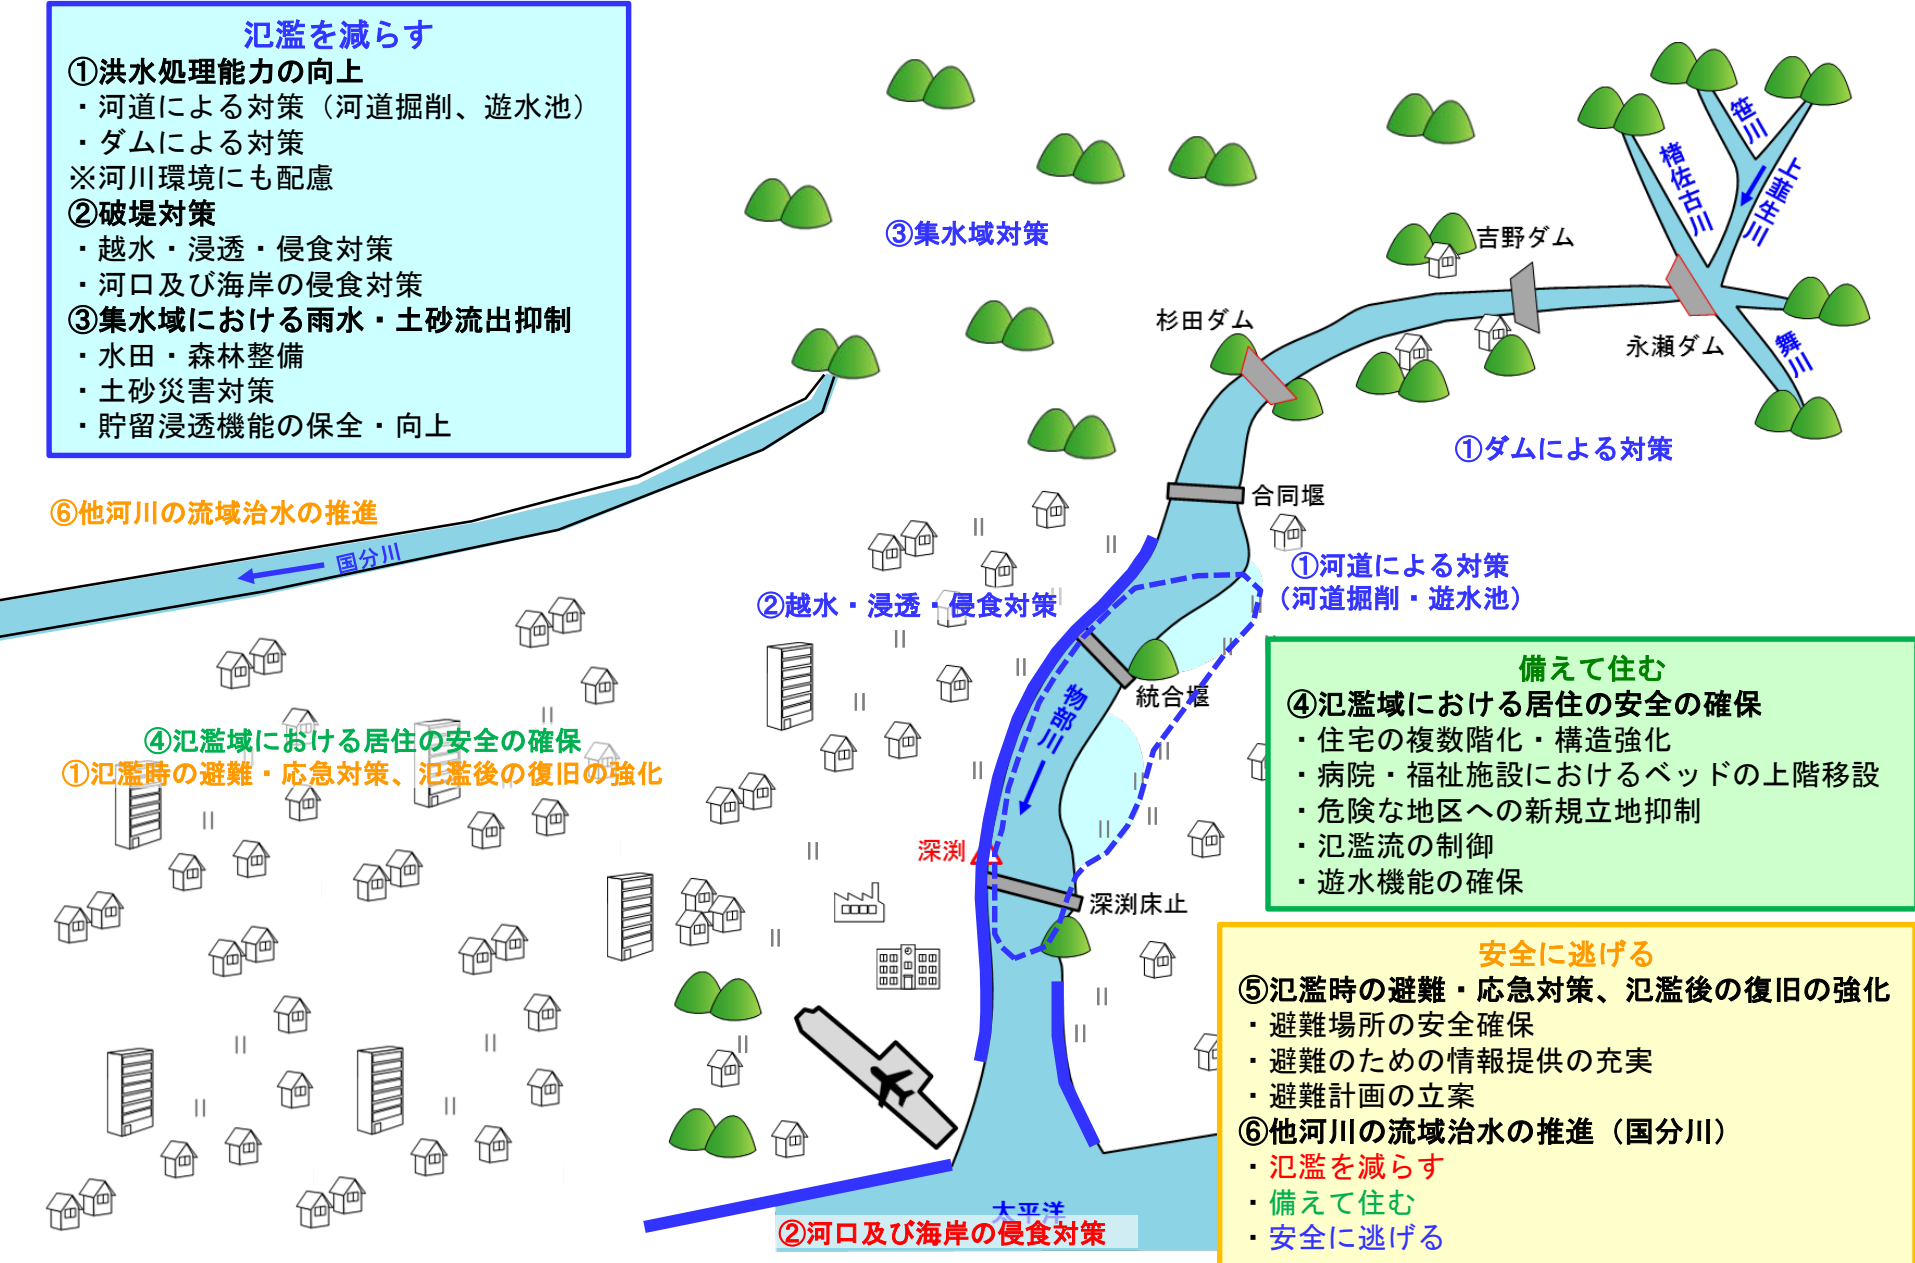 氾濫を減らす
①洪水処理能力の向上
・河道による対策（河道掘削、遊水池）
・ダムによる対策
※河川環境にも配慮
②破堤対策
・越水・浸透・侵食対策
・河口及び海岸の侵食対策
③集水域における雨水・土砂流出抑制
・水田・森林整備
・土砂災害対策
・貯留浸透機能の保全・向上
③集水域対策
笹川
楮佐古川
上韮生川
吉野ダム
杉田ダム
永瀬ダム
舞川
①ダムによる対策
⑥他河川の流域治水の推進
国分川
合同堰
①河道による対策
（河道掘削・遊水池）
②越水・浸透・侵食対策
統合堰
物部川
④氾濫域における居住の安全の確保
①氾濫時の避難・応急対策、氾濫後の復旧の強化
深渕
深渕床止
備えて住む
④氾濫域における居住の安全の確保
・住宅の複数階化・構造強化
・病院・福祉施設におけるベッドの上階移設
・危険な地区への新規立地抑制
・氾濫流の制御
・遊水機能の確保
安全に逃げる
⑤氾濫時の避難・応急対策、氾濫後の復旧の強化
・避難場所の安全確保
・避難のための情報提供の充実
・避難計画の立案
⑥他河川の流域治水の推進（国分川）
・氾濫を減らす
・備えて住む
・安全に逃げる
太平洋
②河口及び海岸の侵食対策